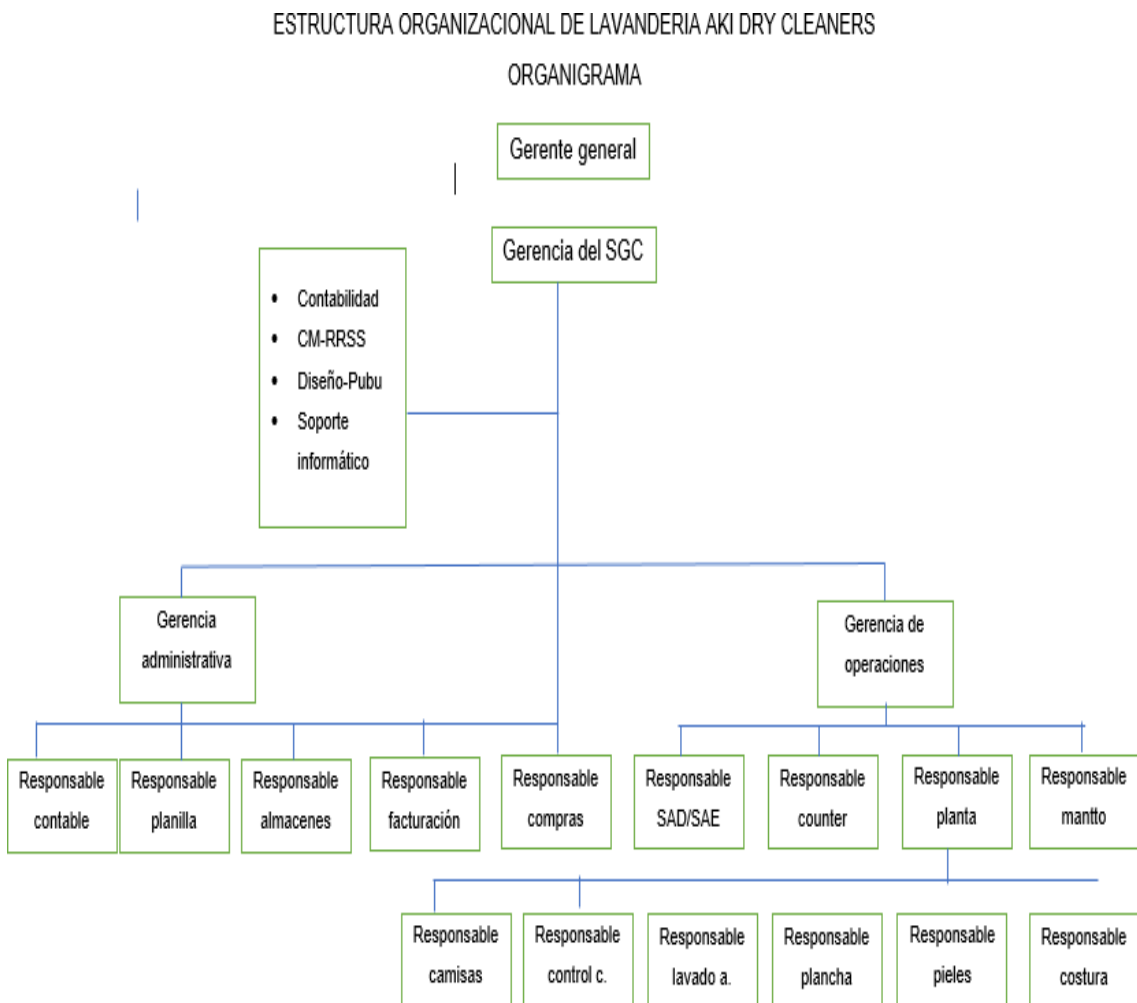 ESTRUCTURA ORGANIZACIONAL DE LAVANDERIA AKI DRY CLEANERS
ORGANIGRAMA
Gerente general
Gerencia del SGC
• Contabilidad
• CM-RRSS
• Diseño-Pubu
• Soporte
informático
Gerencia
administrativa
Gerencia de
operaciones
Responsable
contable
Responsable
planilla
Responsable
almacenes
Responsable
facturación
Responsable
compras
Responsable
SAD/SAE
Responsable
counter
Responsable
planta
Responsable
mantto
Responsable
camisas
Responsable
control c.
Responsable
lavado a.
Responsable
plancha
Responsable
pieles
Responsable
costura